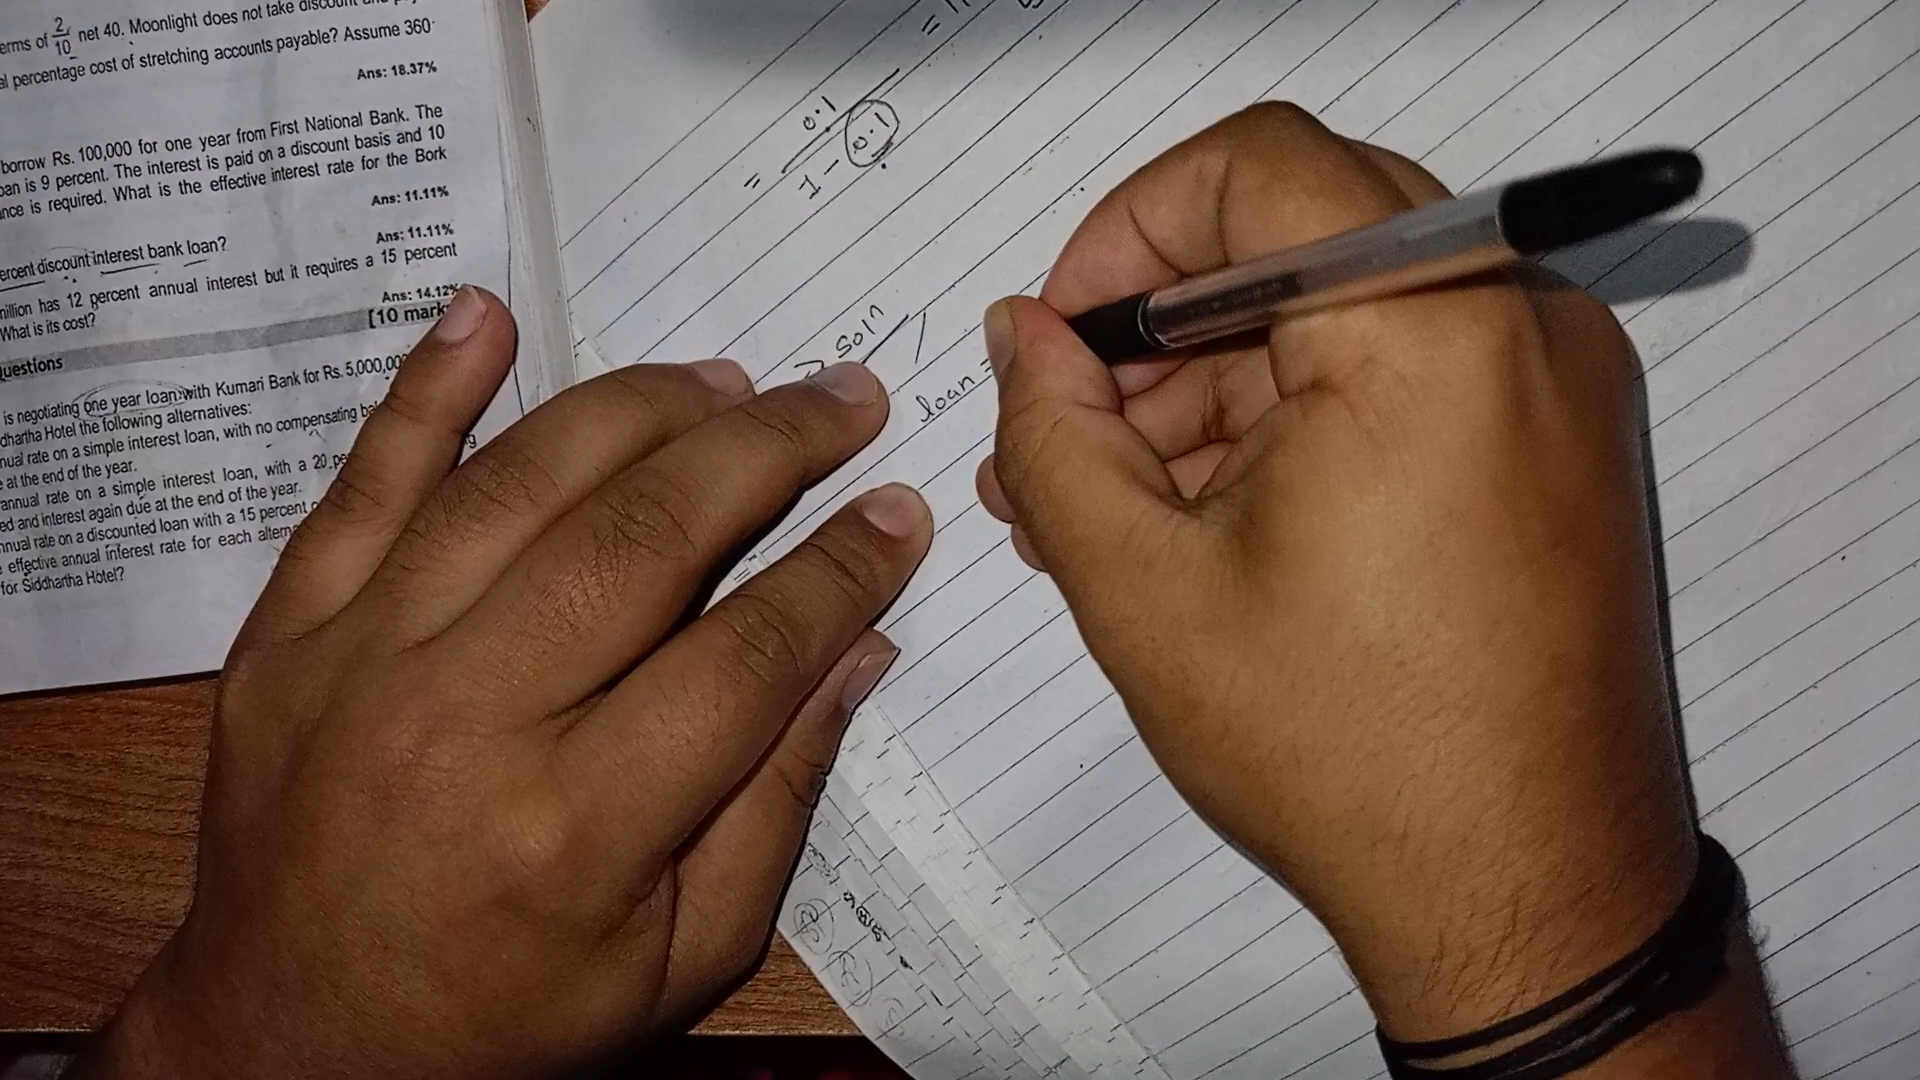 erms of 2/10 net 40. Moonlight does not take discount and
al percentage cost of stretching accounts payable? Assume 360
Ans: 18.37%
borrow Rs. 100,000 for one year from First National Bank. The
oan is 9 percent. The interest is paid on a discount basis and 10
nce is required. What is the effective interest rate for the Bork
Ans: 11.11%
ercent discount interest bank loan?
Ans: 11.11%
nillion has 12 percent annual interest but it requires a 15 percent
What is its cost?
Ans: 14.12%
[10 mark
Questions
is negotiating one year loan with Kumari Bank for Rs. 5,000,00
dhartha Hotel the following alternatives:
nual rate on a simple interest loan, with no compensating bal
e at the end of the year.
annual rate on a simple interest loan, with a 20 pe
ed and interest again due at the end of the year.
nnual rate on a discounted loan with a 15 percent
e effective annual interest rate for each altern
for Siddhartha Hotel?
g
= 0.1 / 1 - 0.1
= 11
Soln
loan =